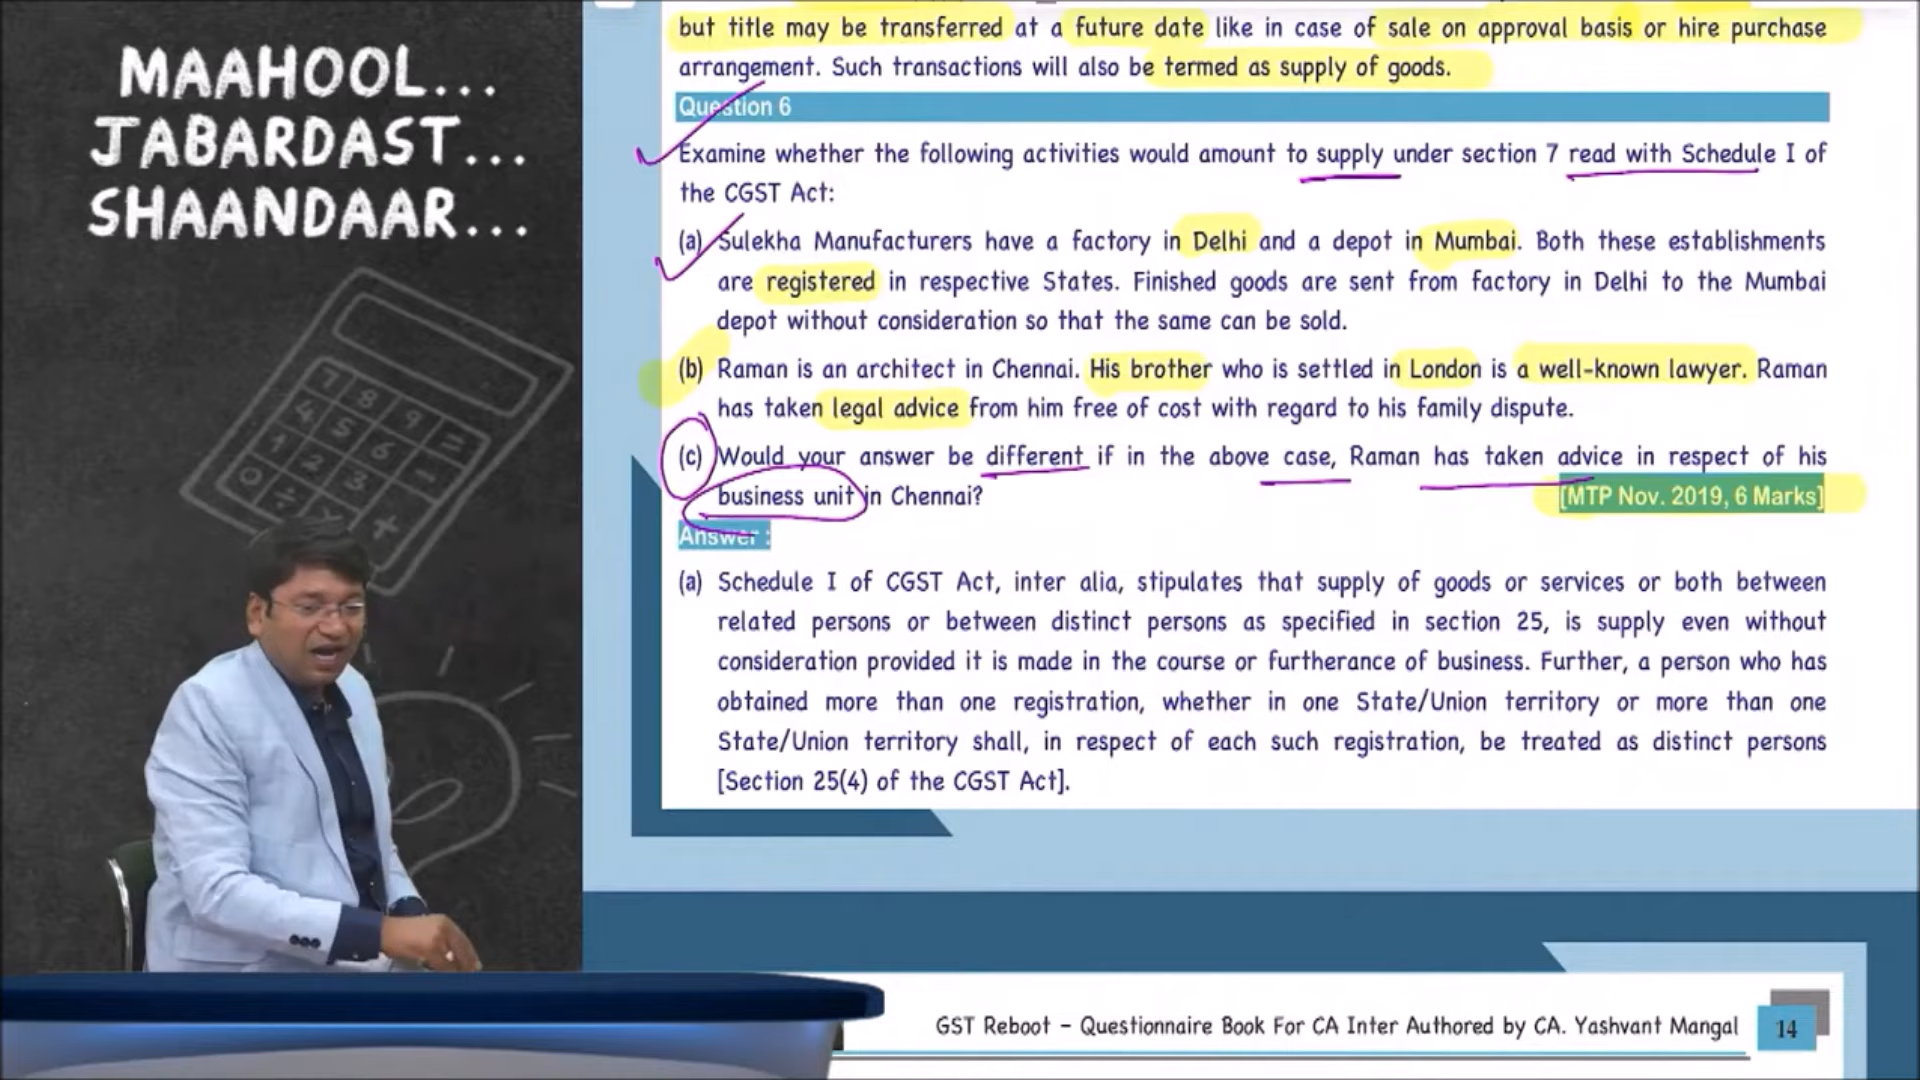 MAAHOOL...
JABARDAST...
SHAANDAAR...
7 8 9 =
4 5 6 -
1 2 3
0 ÷ × +
but title may be transferred at a future date like in case of sale on approval basis or hire purchase
arrangement. Such transactions will also be termed as supply of goods.
Question 6
Examine whether the following activities would amount to supply under section 7 read with Schedule I of
the CGST Act:
(a) Sulekha Manufacturers have a factory in Delhi and a depot in Mumbai. Both these establishments
are registered in respective States. Finished goods are sent from factory in Delhi to the Mumbai
depot without consideration so that the same can be sold.
(b) Raman is an architect in Chennai. His brother who is settled in London is a well-known lawyer. Raman
has taken legal advice from him free of cost with regard to his family dispute.
(c) Would your answer be different if in the above case, Raman has taken advice in respect of his
business unit in Chennai?
[MTP Nov. 2019, 6 Marks]
Answer :
(a) Schedule I of CGST Act, inter alia, stipulates that supply of goods or services or both between
related persons or between distinct persons as specified in section 25, is supply even without
consideration provided it is made in the course or furtherance of business. Further, a person who has
obtained more than one registration, whether in one State/Union territory or more than one
State/Union territory shall, in respect of each such registration, be treated as distinct persons
[Section 25(4) of the CGST Act].
GST Reboot – Questionnaire Book For CA Inter Authored by CA. Yashvant Mangal
14